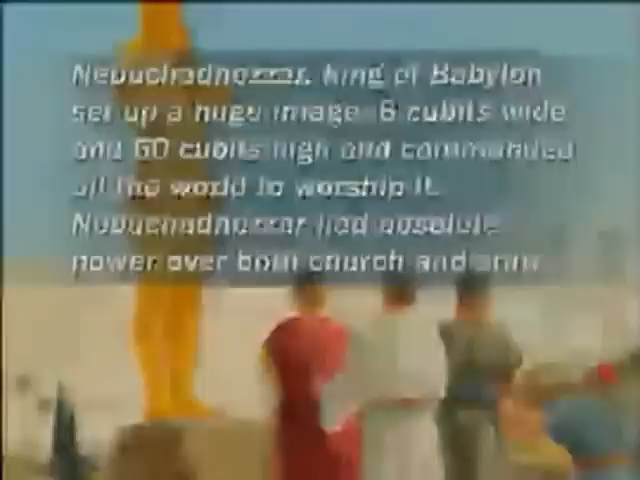 Nebuchadnezzar, king of Babylon
set up a huge image 6 cubits wide
and 60 cubits high and commanded
all the world to worship it.
Nebuchadnezzar had absolute
power over both church and